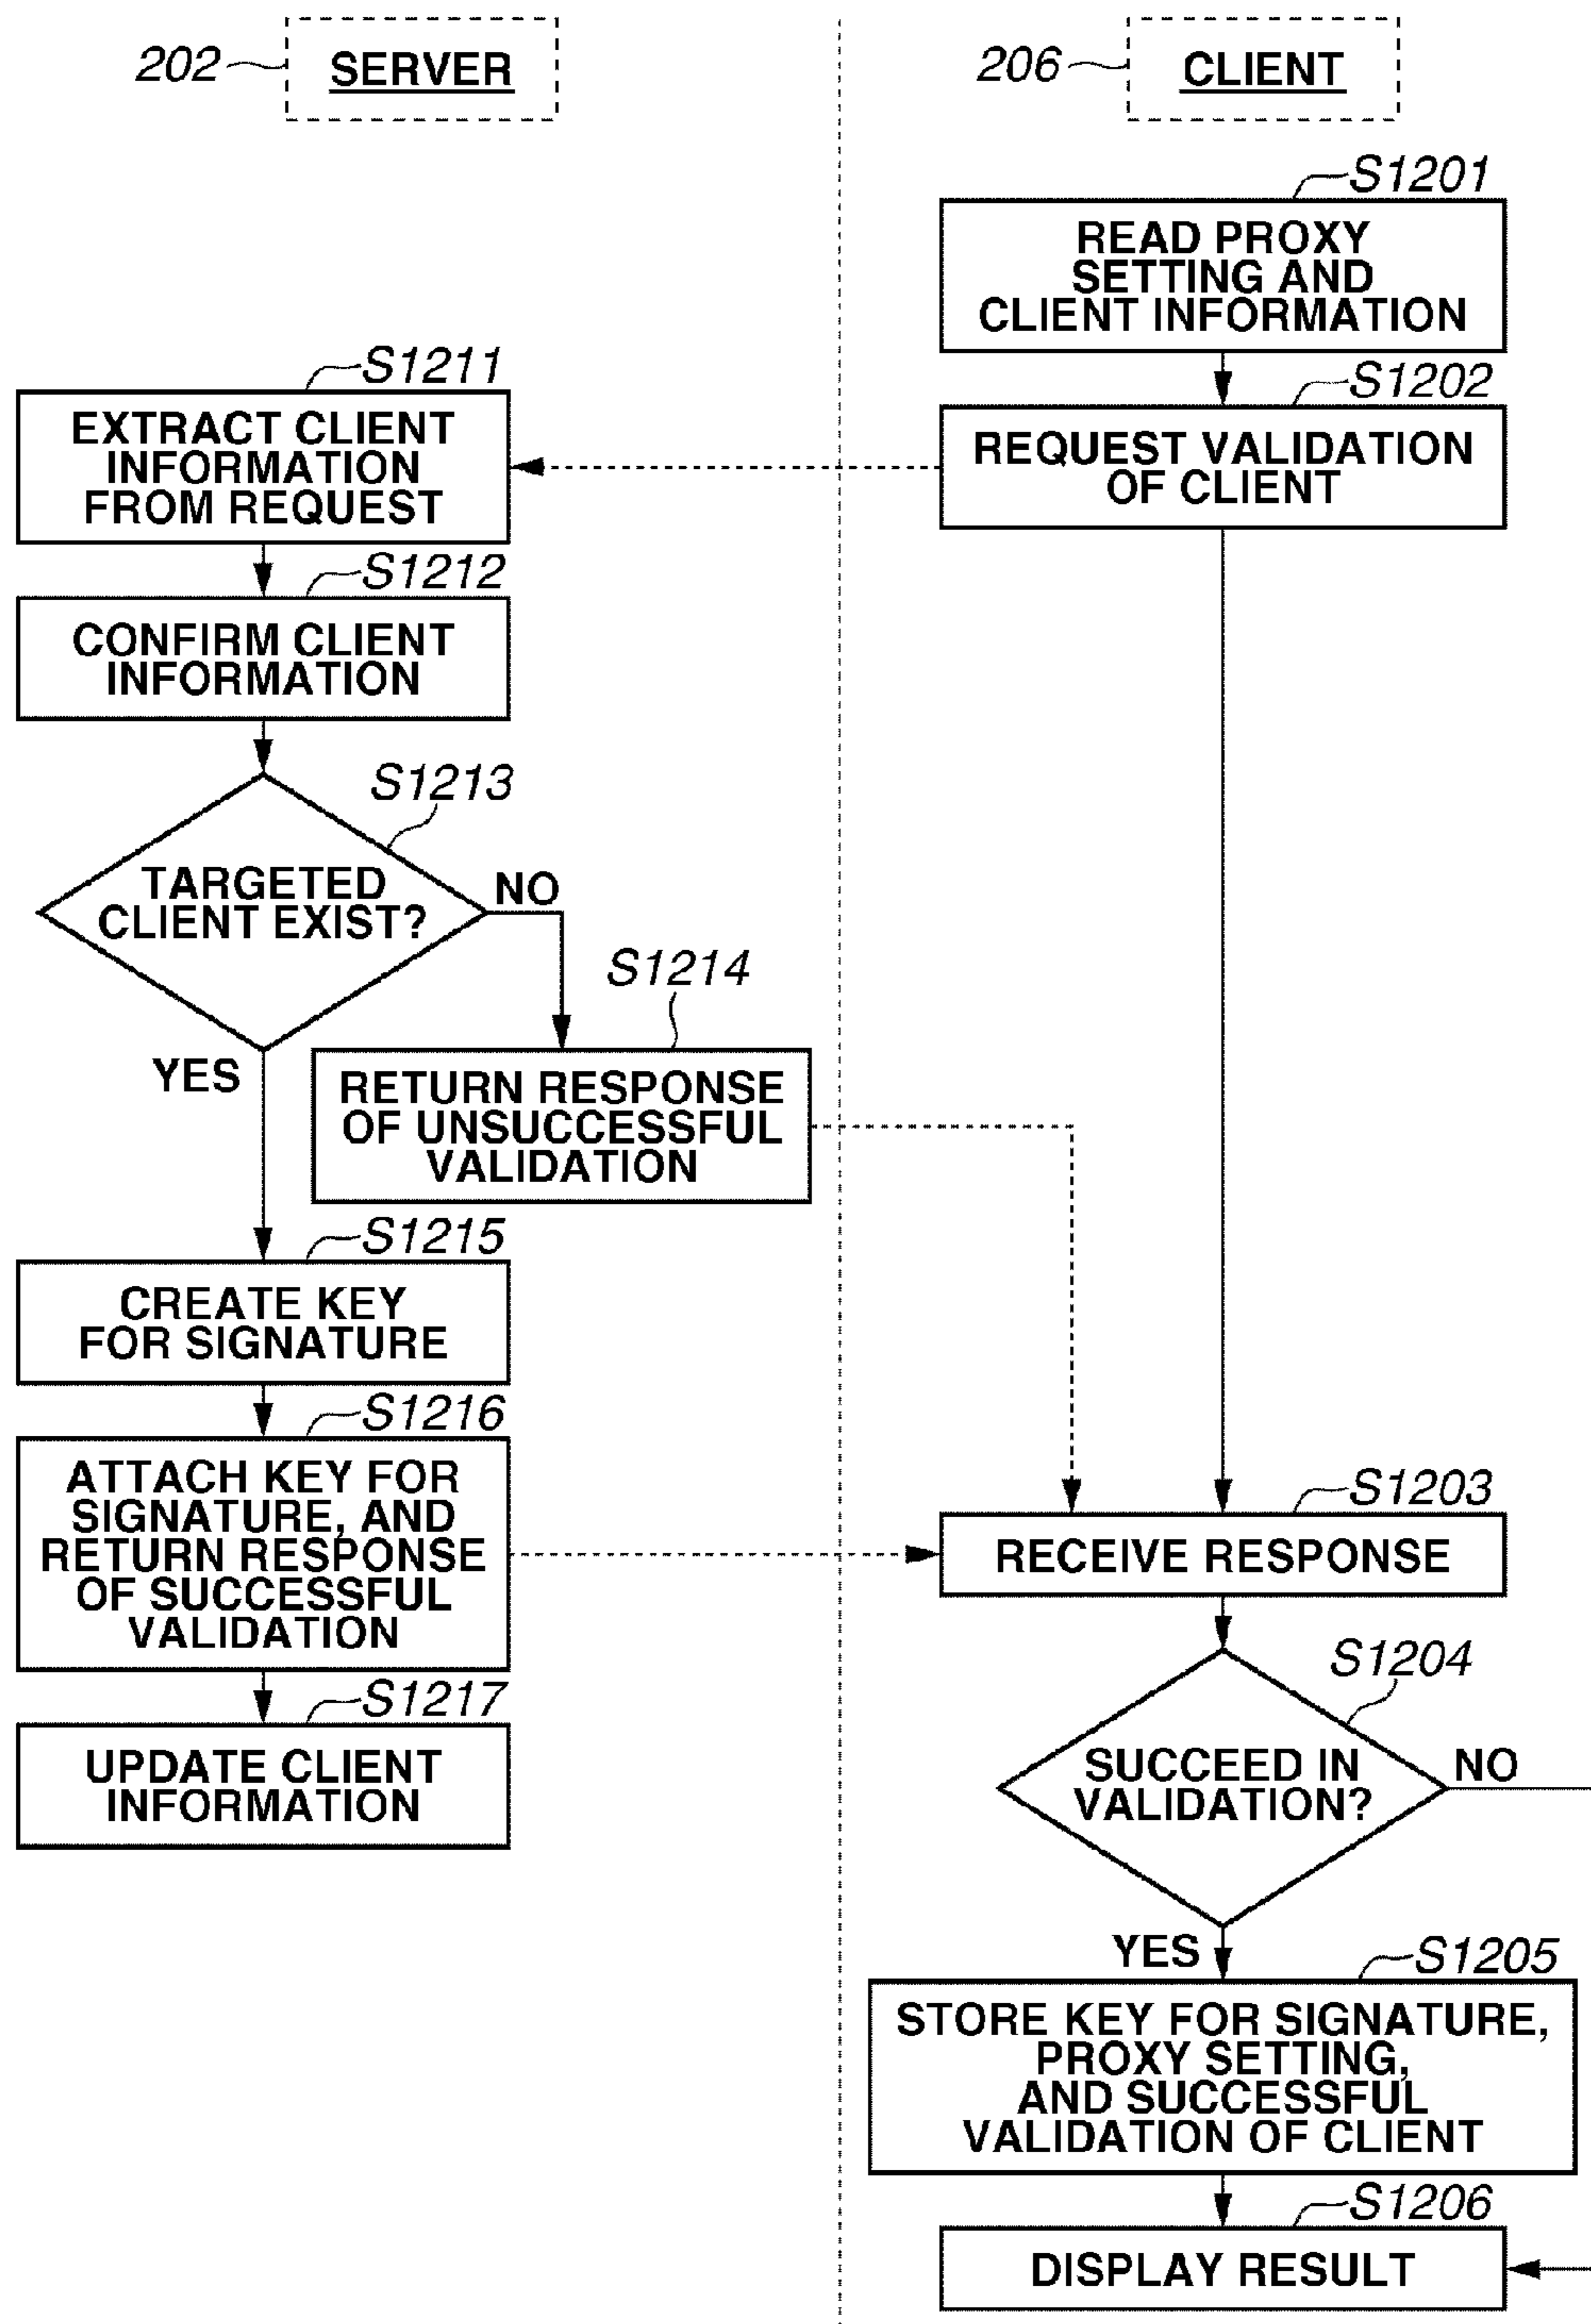 202
SERVER
206
CLIENT
S1201
READ PROXY
SETTING AND
CLIENT INFORMATION
S1202
REQUEST VALIDATION
OF CLIENT
S1211
EXTRACT CLIENT
INFORMATION
FROM REQUEST
S1212
CONFIRM CLIENT
INFORMATION
S1213
TARGETED
CLIENT EXIST?
NO
YES
S1214
RETURN RESPONSE
OF UNSUCCESSFUL
VALIDATION
S1215
CREATE KEY
FOR SIGNATURE
S1216
ATTACH KEY FOR
SIGNATURE, AND
RETURN RESPONSE
OF SUCCESSFUL
VALIDATION
S1217
UPDATE CLIENT
INFORMATION
S1203
RECEIVE RESPONSE
S1204
SUCCEED IN
VALIDATION?
NO
YES
S1205
STORE KEY FOR SIGNATURE,
PROXY SETTING,
AND SUCCESSFUL
VALIDATION OF CLIENT
S1206
DISPLAY RESULT